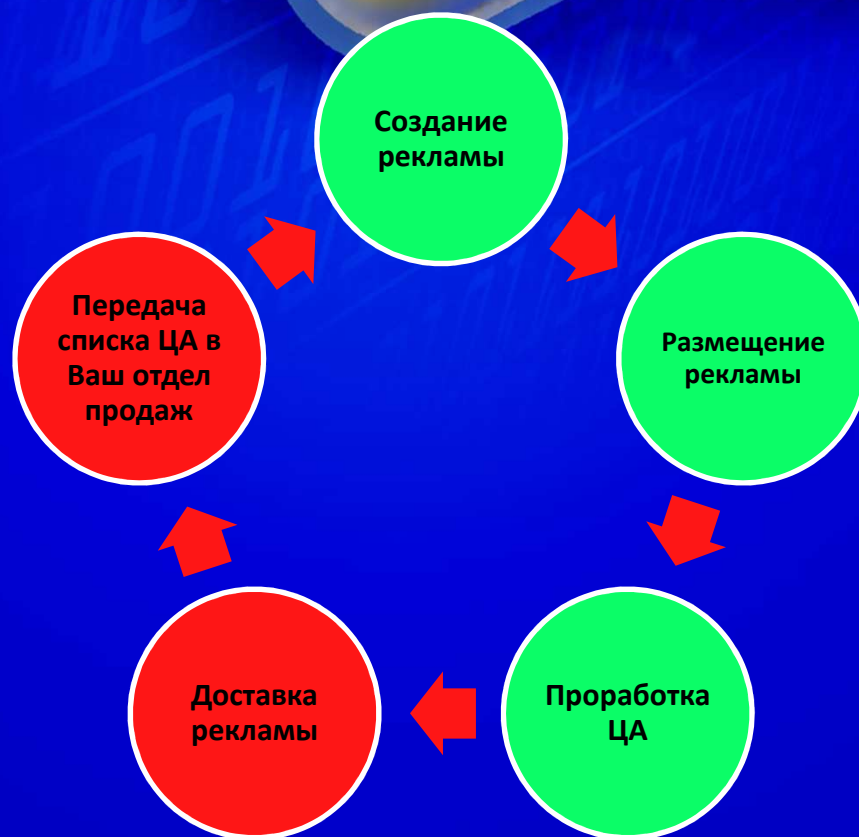 Создание
рекламы
Размещение
рекламы
Проработка
ЦА
Доставка
рекламы
Передача
списка ЦА в
Ваш отдел
продаж